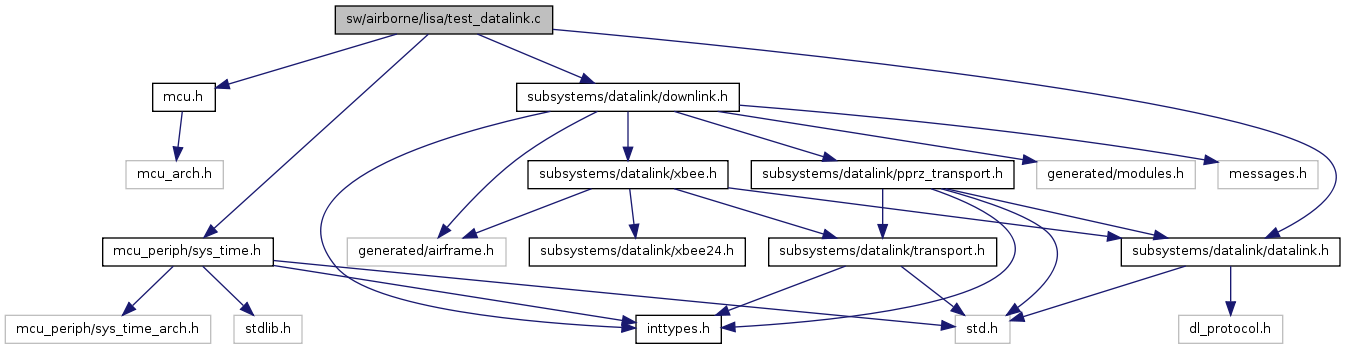 sw/airborne/lisa/test_datalink.c
mcu.h
subsystems/datalink/downlink.h
mcu_arch.h
subsystems/datalink/xbee.h
subsystems/datalink/pprz_transport.h
generated/modules.h
messages.h
mcu_periph/sys_time.h
generated/airframe.h
subsystems/datalink/xbee24.h
subsystems/datalink/transport.h
subsystems/datalink/datalink.h
mcu_periph/sys_time_arch.h
stdlib.h
inttypes.h
std.h
dl_protocol.h